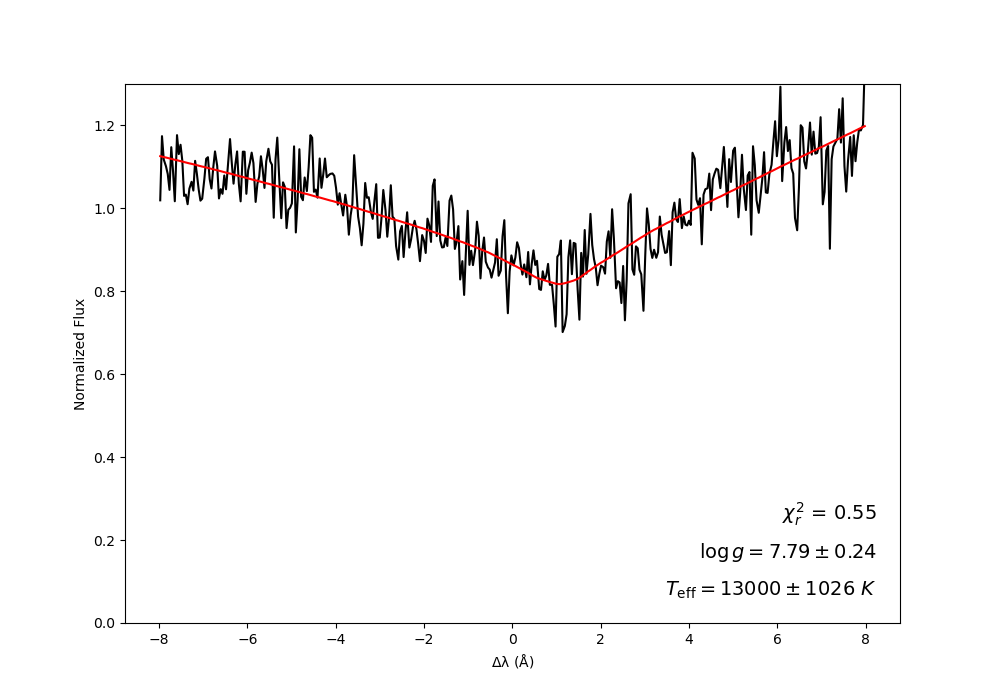 1.2
1.0
0.8
0.6
0.4
0.2
0.0
Normalized Flux
χ²ᵣ = 0.55
log g = 7.79 ± 0.24
T_eff = 13000 ± 1026 K
−8 −6 −4 −2 0 2 4 6 8
Δλ (Å)